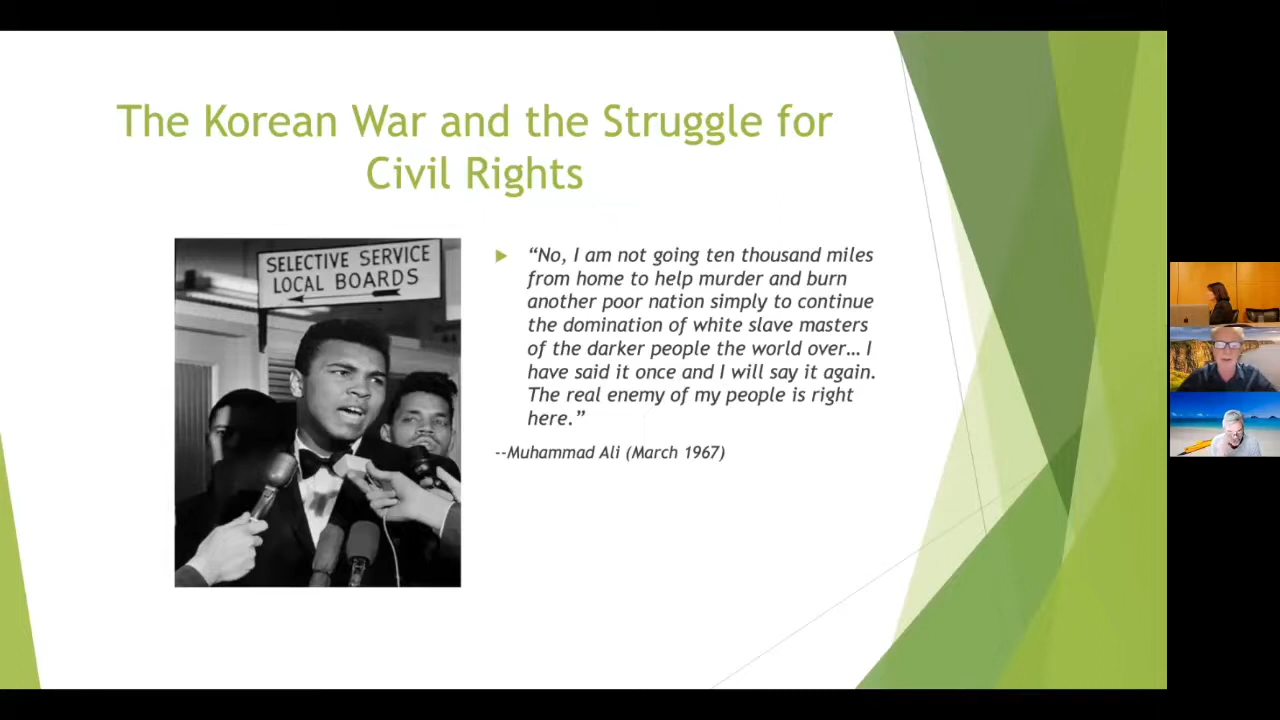 The Korean War and the Struggle for
Civil Rights
SELECTIVE SERVICE
LOCAL BOARDS
“No, I am not going ten thousand miles
from home to help murder and burn
another poor nation simply to continue
the domination of white slave masters
of the darker people the world over… I
have said it once and I will say it again.
The real enemy of my people is right
here.”
--Muhammad Ali (March 1967)